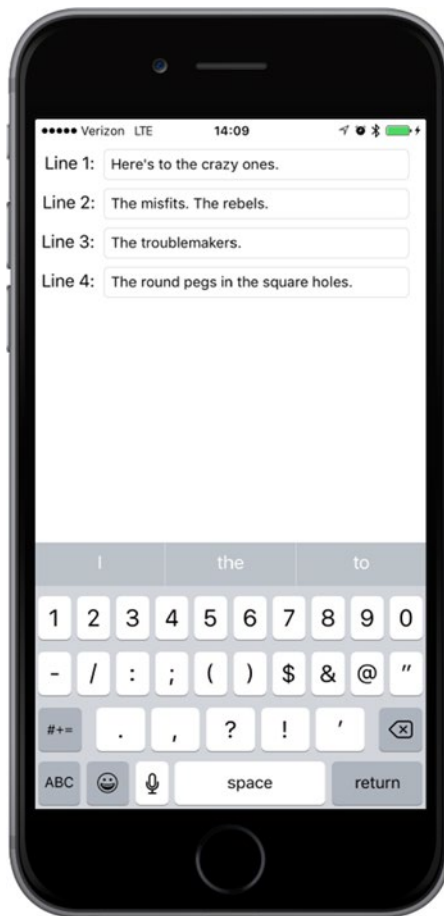 Verizon LTE 14:09
Line 1: Here's to the crazy ones.
Line 2: The misfits. The rebels.
Line 3: The troublemakers.
Line 4: The round pegs in the square holes.
I the to
1 2 3 4 5 6 7 8 9 0
- / : ; ( ) $ & @ "
#+= . , ? ! '
ABC space return